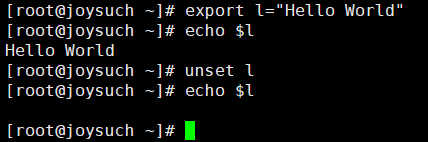 [root@joysuch ~]# export l="Hello World"
[root@joysuch ~]# echo $l
Hello World
[root@joysuch ~]# unset l
[root@joysuch ~]# echo $l

[root@joysuch ~]#